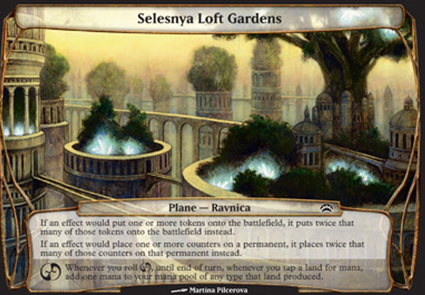 Selesnya Loft Gardens
Plane — Ravnica
If an effect would put one or more tokens onto the battlefield, it puts twice that
many of those tokens onto the battlefield instead.
If an effect would place one or more counters on a permanent, it places twice that
many of those counters on that permanent instead.
Whenever you roll , until end of turn, whenever you tap a land for mana,
add one mana to your mana pool of any type that land produced.
Martina Pilcerova